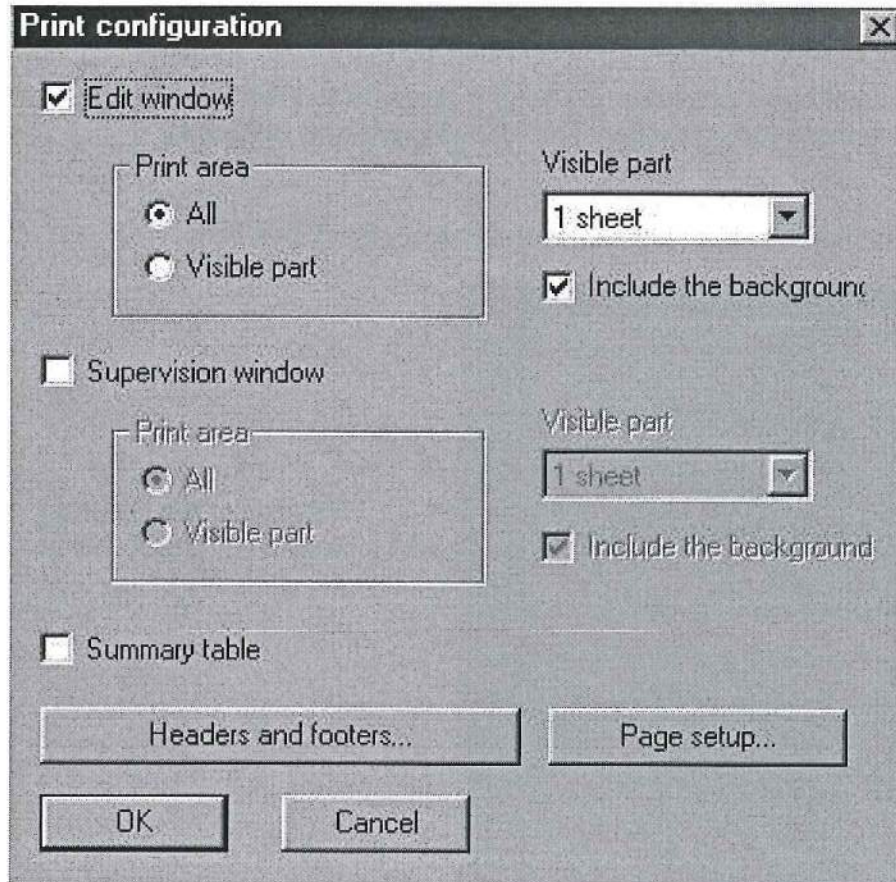 Print configuration
Edit window
Print area
All
Visible part
Visible part
1 sheet
Include the background
Supervision window
Print area
All
Visible part
Visible part
1 sheet
Include the background
Summary table
Headers and footers...
Page setup...
OK
Cancel